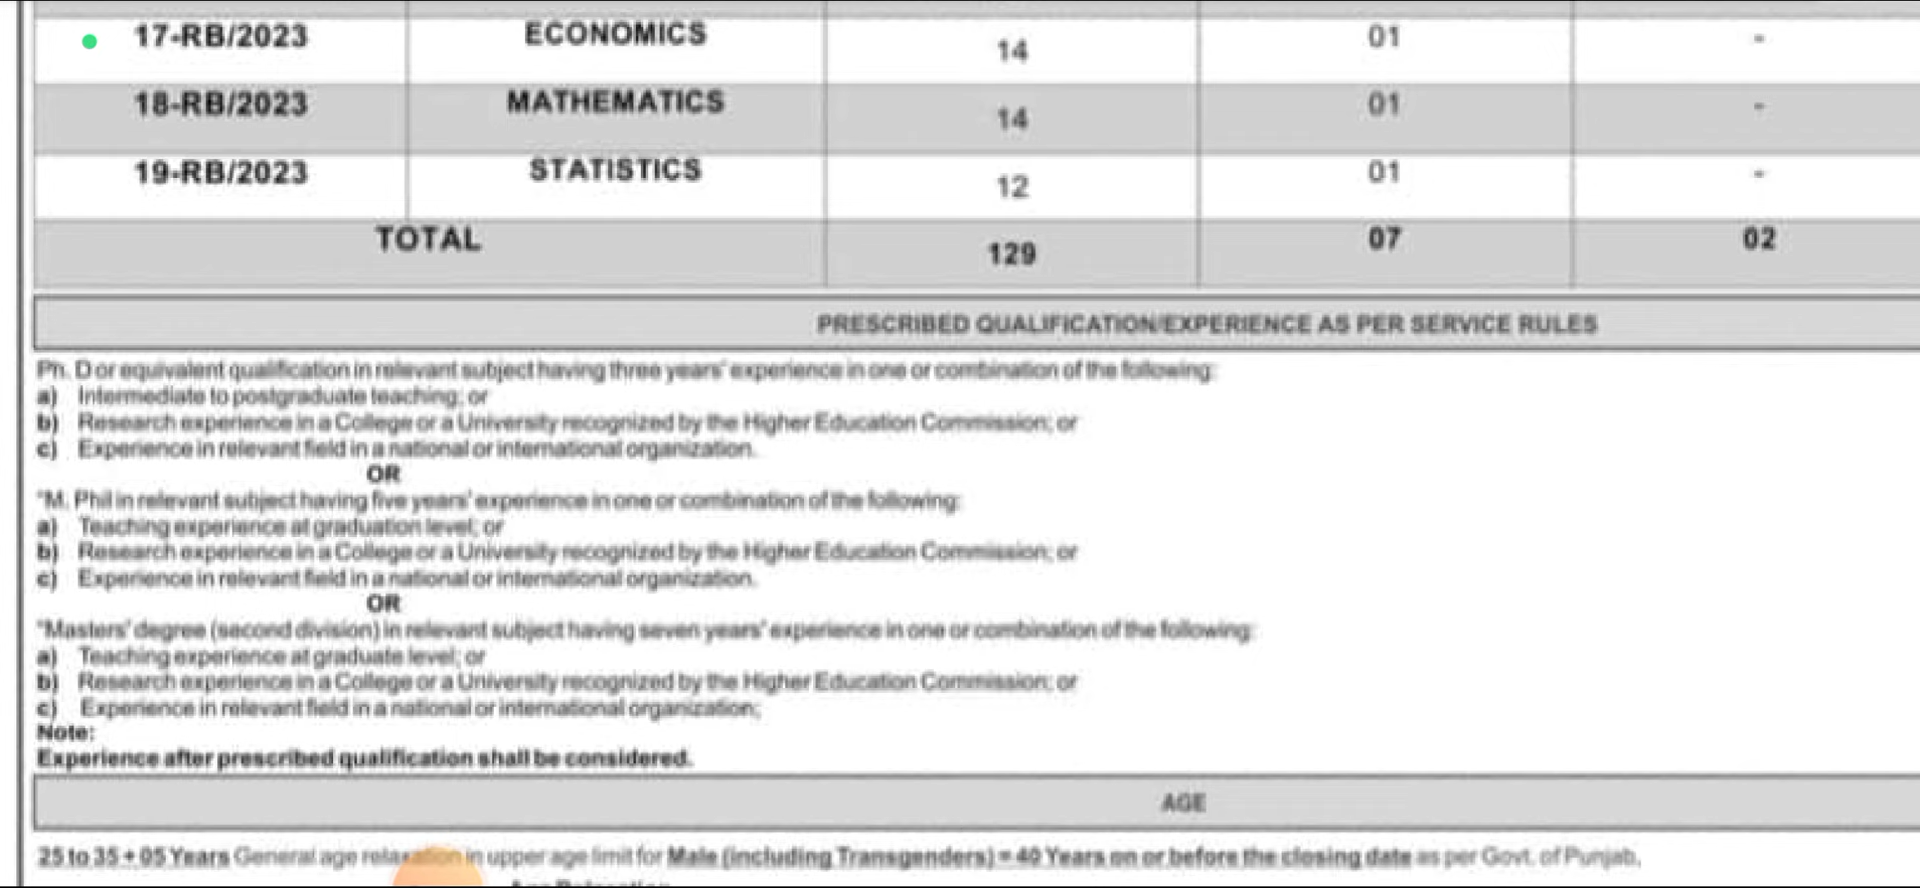 17-RB/2023 ECONOMICS 14 01 -
18-RB/2023 MATHEMATICS 14 01 -
19-RB/2023 STATISTICS 12 01 -
TOTAL 129 07 02
PRESCRIBED QUALIFICATION/EXPERIENCE AS PER SERVICE RULES
Ph. D or equivalent qualification in relevant subject having three years' experience in one or combination of the following:
a) Intermediate to postgraduate teaching; or
b) Research experience in a College or a University recognized by the Higher Education Commission; or
c) Experience in relevant field in a national or international organization.
OR
"M. Phil in relevant subject having five years' experience in one or combination of the following:
a) Teaching experience at graduation level; or
b) Research experience in a College or a University recognized by the Higher Education Commission; or
c) Experience in relevant field in a national or international organization.
OR
"Masters' degree (second division) in relevant subject having seven years' experience in one or combination of the following:
a) Teaching experience at graduate level; or
b) Research experience in a College or a University recognized by the Higher Education Commission; or
c) Experience in relevant field in a national or international organization;
Note:
Experience after prescribed qualification shall be considered.
AGE
25 to 35 + 05 Years General age relaxation in upper age limit for Male (including Transgenders) = 40 Years on or before the closing date as per Govt. of Punjab.